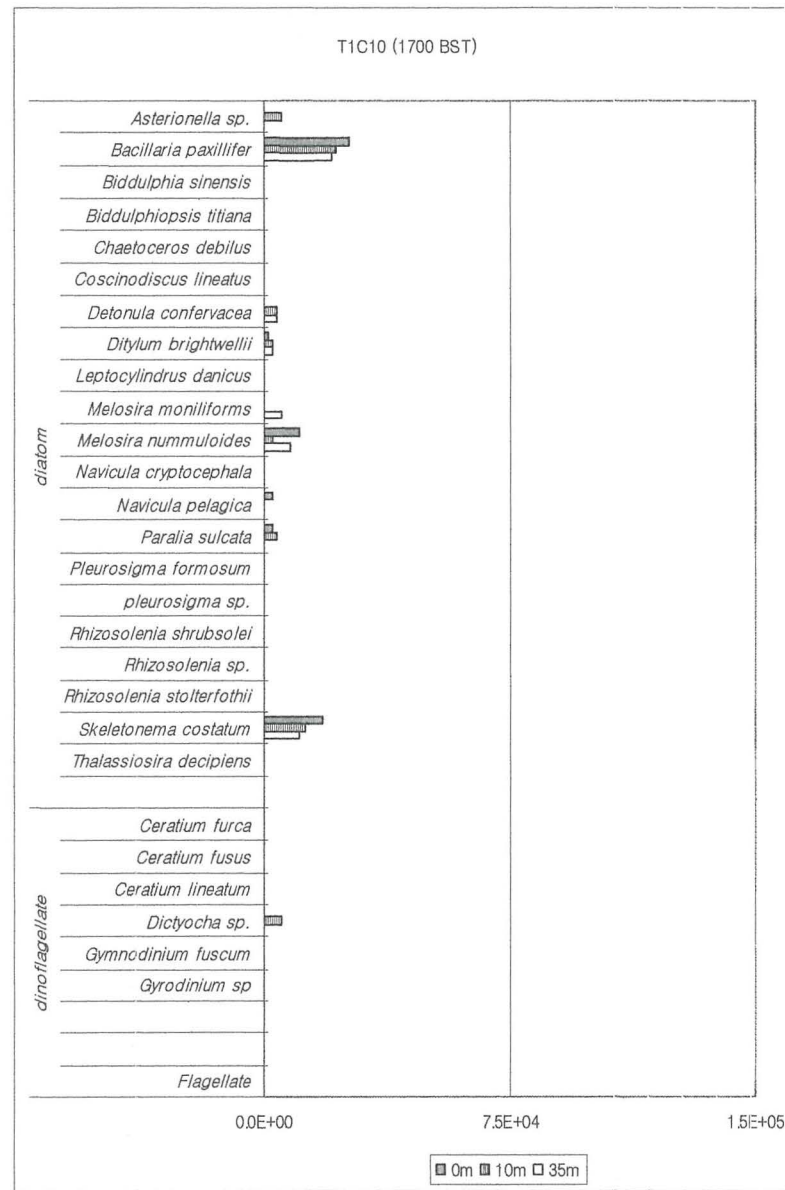 T1C10 (1700 BST)
diatom
Asterionella sp.
Bacillaria paxillifer
Biddulphia sinensis
Biddulphiopsis titiana
Chaetoceros debilus
Coscinodiscus lineatus
Detonula confervacea
Ditylum brightwellii
Leptocylindrus danicus
Melosira moniliforms
Melosira nummuloides
Navicula cryptocephala
Navicula pelagica
Paralia sulcata
Pleurosigma formosum
pleurosigma sp.
Rhizosolenia shrubsolei
Rhizosolenia sp.
Rhizosolenia stolterfothii
Skeletonema costatum
Thalassiosira decipiens
dinoflagellate
Ceratium furca
Ceratium fusus
Ceratium lineatum
Dictyocha sp.
Gymnodinium fuscum
Gyrodinium sp
Flagellate
0.0E+00 7.5E+04 1.5E+05
0m 10m 35m